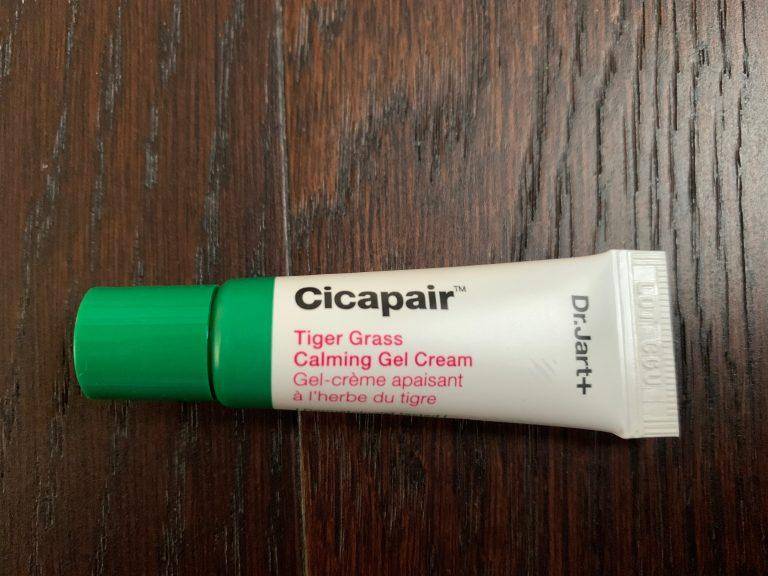 Cicapair™
Tiger Grass
Calming Gel Cream
Gel-crème apaisant
à l'herbe du tigre
Dr.Jart+